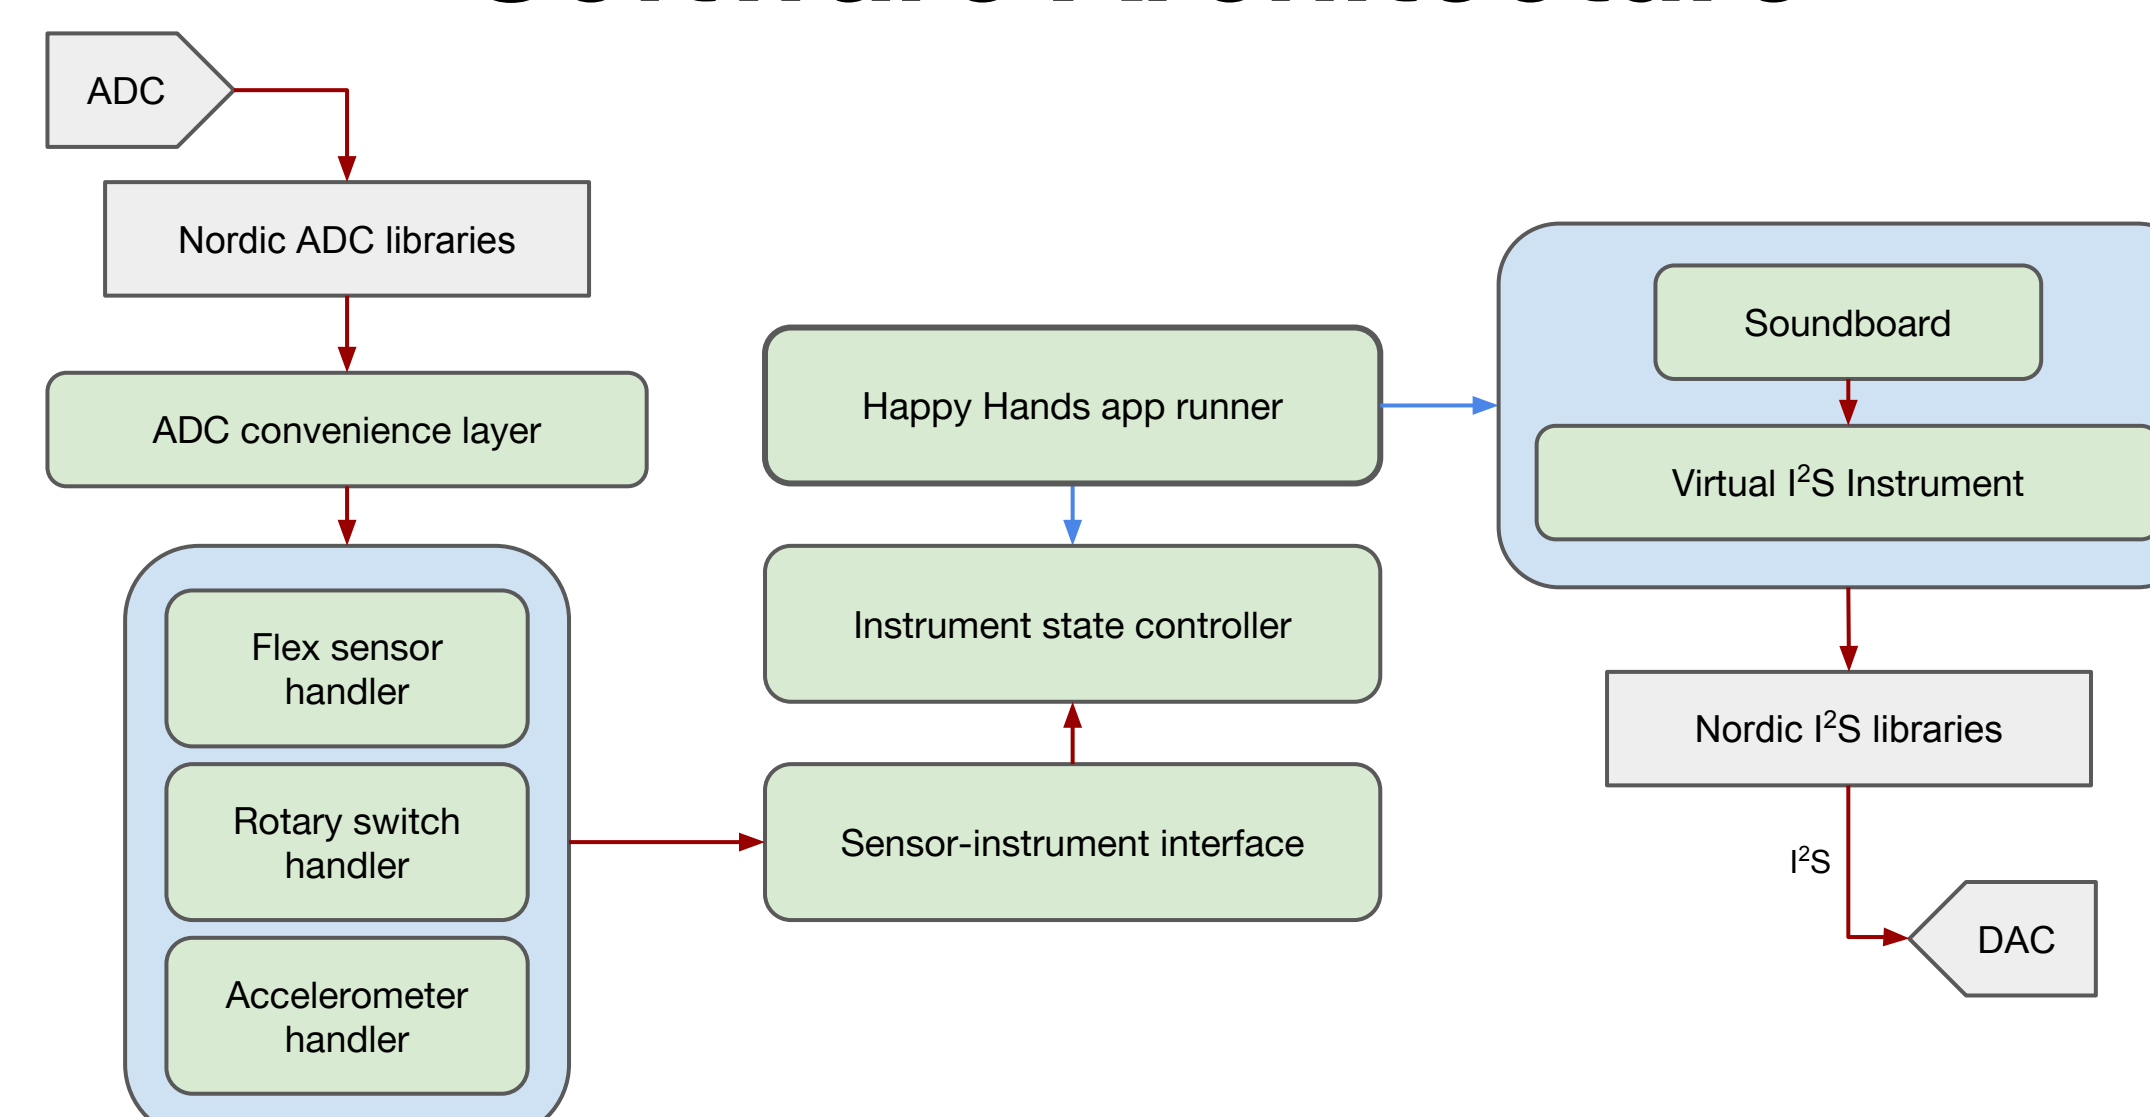 ADC
Nordic ADC libraries
ADC convenience layer
Flex sensor
handler
Rotary switch
handler
Accelerometer
handler
Happy Hands app runner
Instrument state controller
Sensor-instrument interface
Soundboard
Virtual I²S Instrument
Nordic I²S libraries
I²S
DAC